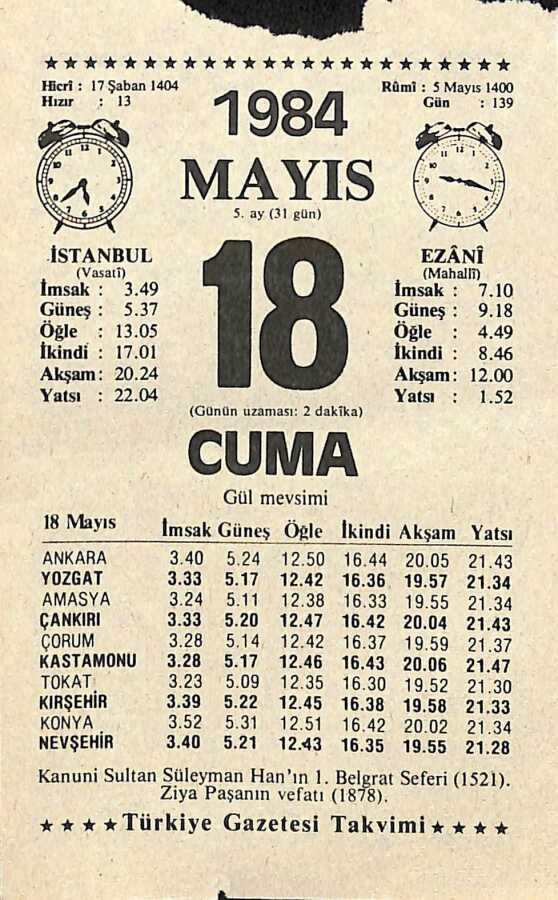 Hicrî : 17 Şaban 1404
Hızır : 13
Rûmî : 5 Mayıs 1400
Gün : 139
1984
MAYIS
5. ay (31 gün)
18
İSTANBUL
(Vasatî)
İmsak : 3.49
Güneş : 5.37
Öğle : 13.05
İkindi : 17.01
Akşam : 20.24
Yatsı : 22.04
EZÂNÎ
(Mahallî)
İmsak : 7.10
Güneş : 9.18
Öğle : 4.49
İkindi : 8.46
Akşam : 12.00
Yatsı : 1.52
(Günün uzaması: 2 dakîka)
CUMA
Gül mevsimi
18 Mayıs İmsak Güneş Öğle İkindi Akşam Yatsı
ANKARA 3.40 5.24 12.50 16.44 20.05 21.43
YOZGAT 3.33 5.17 12.42 16.36 19.57 21.34
AMASYA 3.24 5.11 12.38 16.33 19.55 21.34
ÇANKIRI 3.33 5.20 12.47 16.42 20.04 21.43
ÇORUM 3.28 5.14 12.42 16.37 19.59 21.37
KASTAMONU 3.28 5.17 12.46 16.43 20.06 21.47
TOKAT 3.23 5.09 12.35 16.30 19.52 21.30
KIRŞEHİR 3.39 5.22 12.45 16.38 19.58 21.33
KONYA 3.52 5.31 12.51 16.42 20.02 21.34
NEVŞEHİR 3.40 5.21 12.43 16.35 19.55 21.28
Kanuni Sultan Süleyman Han'ın 1. Belgrat Seferi (1521).
Ziya Paşanın vefatı (1878).
★ ★ ★ ★ Türkiye Gazetesi Takvimi ★ ★ ★ ★